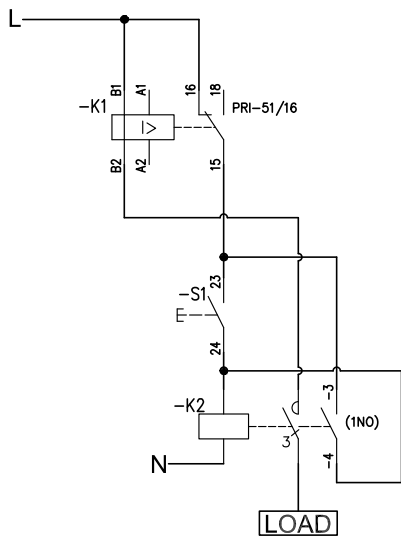 L
B1
A1
16
18
-K1
I>
PRI-51/16
B2
A2
15
23
-S1
24
-K2
3
-3
(1NO)
-4
N
LOAD